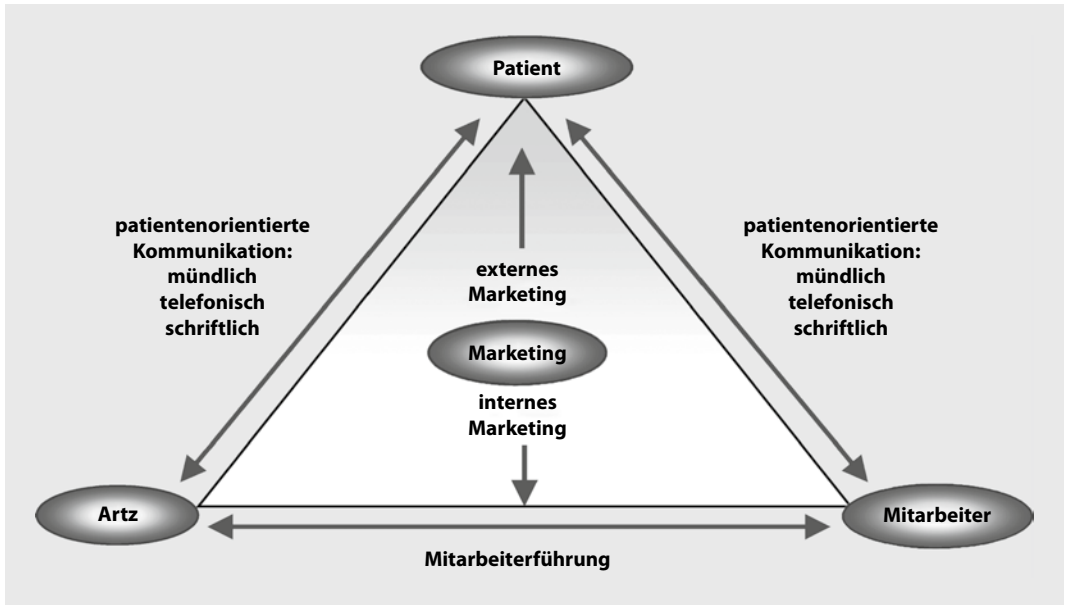 Patient
patientenorientierte
Kommunikation:
mündlich
telefonisch
schriftlich
externes
Marketing
Marketing
internes
Marketing
patientenorientierte
Kommunikation:
mündlich
telefonisch
schriftlich
Artz
Mitarbeiter
Mitarbeiterführung